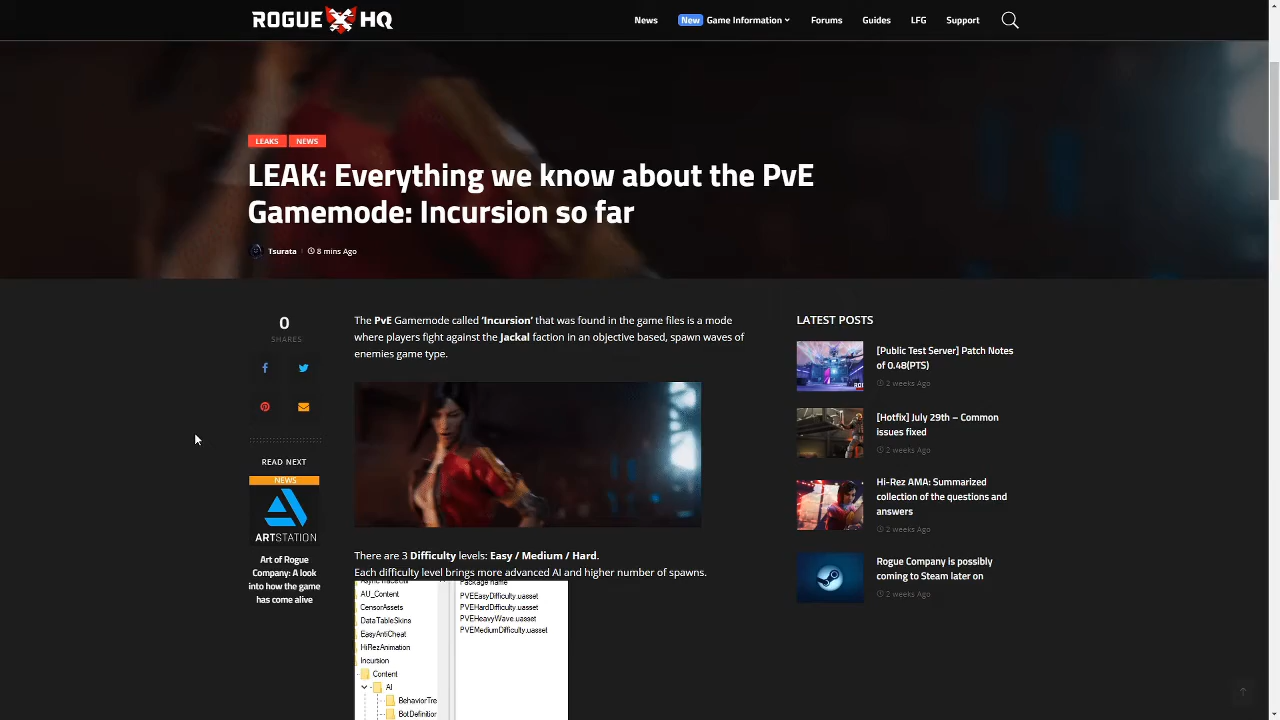 ROGUE HQ
News
New Game Information
Forums
Guides
LFG
Support
LEAKS NEWS
LEAK: Everything we know about the PvE
Gamemode: Incursion so far
Tsurata 8 mins Ago
0
SHARES
READ NEXT
NEWS
ARTSTATION
Art of Rogue
Company: A look
into how the game
has come alive
The PvE Gamemode called 'Incursion' that was found in the game files is a mode
where players fight against the Jackal faction in an objective based, spawn waves of
enemies game type.
There are 3 Difficulty levels: Easy / Medium / Hard.
Each difficulty level brings more advanced AI and higher number of spawns.
AU_Content
CensorAssets
DataTableSkins
EasyAntiCheat
HiRezAnimation
Incursion
Content
AI
BehaviorTre
BotDefinition
Package name
PVEEasyDifficulty.uasset
PVEHardDifficulty.uasset
PVEHeavyWave.uasset
PVEMediumDifficulty.uasset
LATEST POSTS
[Public Test Server] Patch Notes
of 0.48(PTS)
2 weeks Ago
[Hotfix] July 29th – Common
issues fixed
2 weeks Ago
Hi-Rez AMA: Summarized
collection of the questions and
answers
2 weeks Ago
Rogue Company is possibly
coming to Steam later on
2 weeks Ago